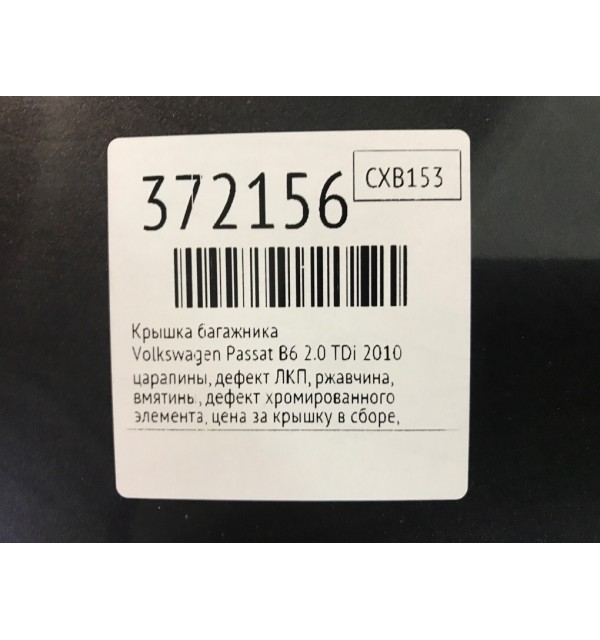 372156
CXB153
Крышка багажника
Volkswagen Passat B6 2.0 TDi 2010
царапины, дефект ЛКП, ржавчина,
вмятины, дефект хромированного
элемента, цена за крышку в сборе,